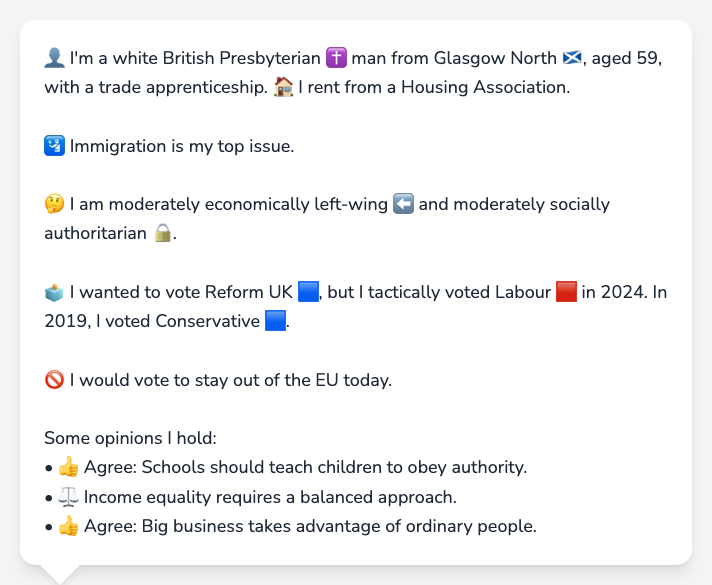 👤 I'm a white British Presbyterian ✝️ man from Glasgow North 🏴󠁧󠁢󠁳󠁣󠁴󠁿, aged 59,
with a trade apprenticeship. 🏠 I rent from a Housing Association.
🛂 Immigration is my top issue.
🤔 I am moderately economically left-wing ⬅️ and moderately socially
authoritarian 🔒.
🗳️ I wanted to vote Reform UK 🟦, but I tactically voted Labour 🟥 in 2024. In
2019, I voted Conservative 🟦.
🚫 I would vote to stay out of the EU today.
Some opinions I hold:
• 👍 Agree: Schools should teach children to obey authority.
• ⚖️ Income equality requires a balanced approach.
• 👍 Agree: Big business takes advantage of ordinary people.